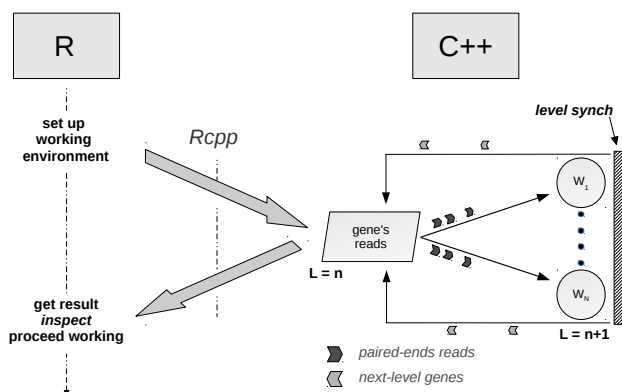 R
C++
set up
working
environment
Rcpp
level synch
W1
gene's
reads
L = n
WN
L = n+1
get result
inspect
proceed working
paired-ends reads
next-level genes